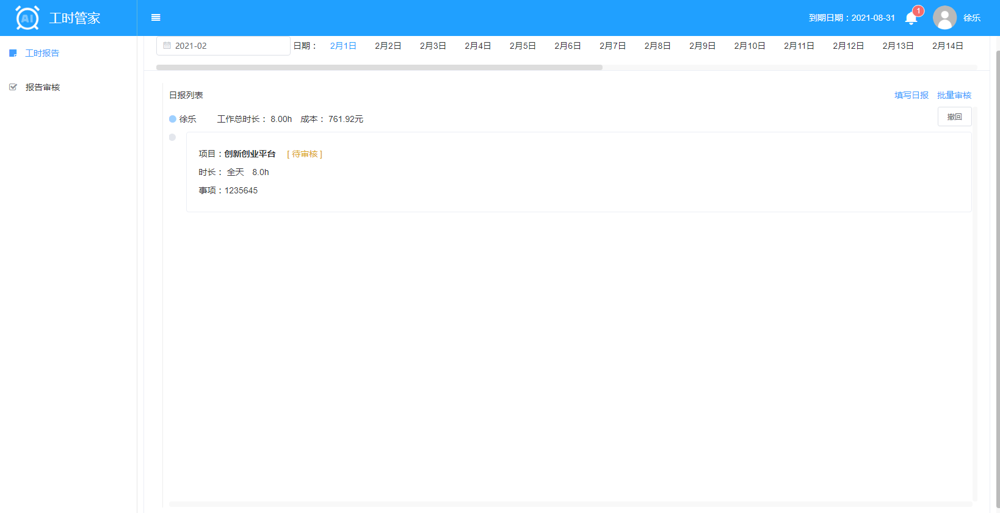 AI 工时管家
到期日期：2021-08-31 1 徐乐
工时报告
报告审核
2021-02 日期： 2月1日 2月2日 2月3日 2月4日 2月5日 2月6日 2月7日 2月8日 2月9日 2月10日 2月11日 2月12日 2月13日 2月14日
日报列表 填写日报 批量审核
徐乐 工作总时长： 8.00h 成本： 761.92元 撤回
项目：创新创业平台 [ 待审核 ]
时长： 全天 8.0h
事项：1235645